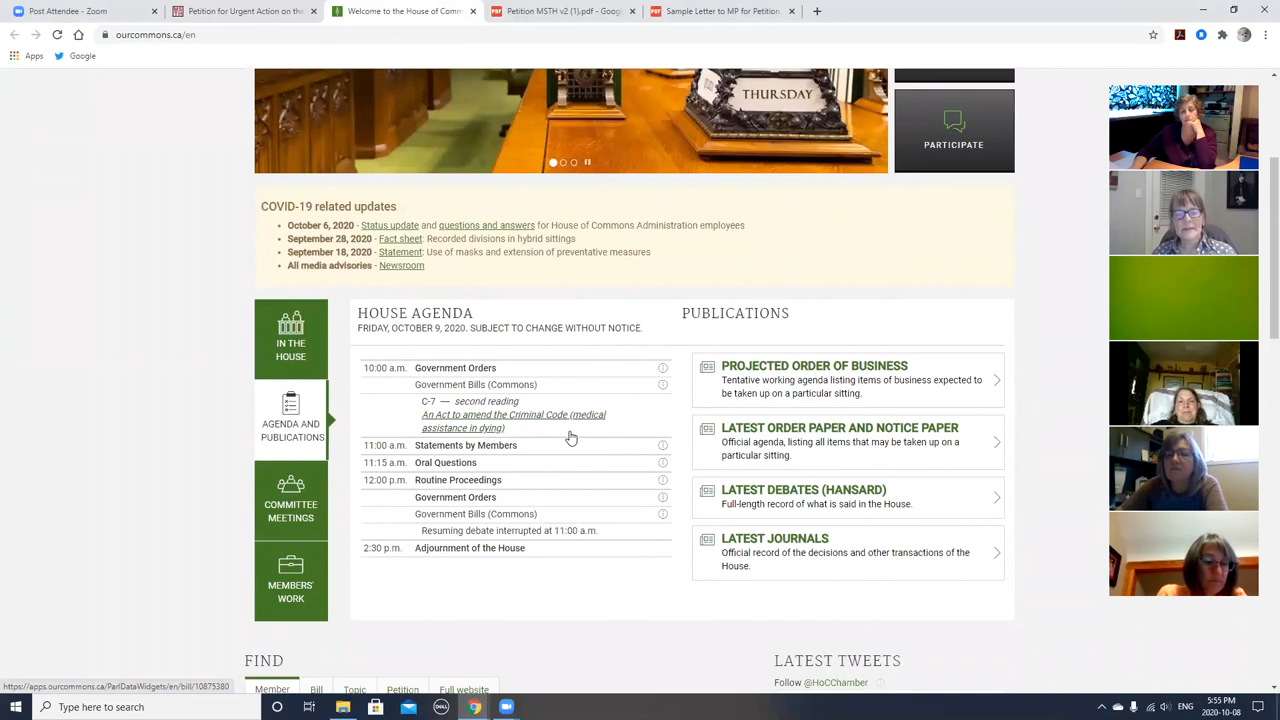 Post Attendee - Zoom
Petition for Urgent Action on the
Welcome to the House of Com
Petition MSTH v2 (1).pdf - Goog
Sample Letter to MP for Petition.
ourcommons.ca/en
Apps
Google
THURSDAY
PARTICIPATE
COVID-19 related updates
October 6, 2020 - Status update and questions and answers for House of Commons Administration employees
September 28, 2020 - Fact sheet: Recorded divisions in hybrid sittings
September 18, 2020 - Statement: Use of masks and extension of preventative measures
All media advisories - Newsroom
IN THE
HOUSE
AGENDA AND
PUBLICATIONS
COMMITTEE
MEETINGS
MEMBERS'
WORK
HOUSE AGENDA
FRIDAY, OCTOBER 9, 2020. SUBJECT TO CHANGE WITHOUT NOTICE.
10:00 a.m. Government Orders
Government Bills (Commons)
C-7 — second reading
An Act to amend the Criminal Code (medical
assistance in dying)
11:00 a.m. Statements by Members
11:15 a.m. Oral Questions
12:00 p.m. Routine Proceedings
Government Orders
Government Bills (Commons)
Resuming debate interrupted at 11:00 a.m.
2:30 p.m. Adjournment of the House
PUBLICATIONS
PROJECTED ORDER OF BUSINESS
Tentative working agenda listing items of business expected to
be taken up on a particular sitting.
LATEST ORDER PAPER AND NOTICE PAPER
Official agenda, listing all items that may be taken up on a
particular sitting.
LATEST DEBATES (HANSARD)
Full-length record of what is said in the House.
LATEST JOURNALS
Official record of the decisions and other transactions of the
House.
FIND
Member Bill Topic Petition Full website
LATEST TWEETS
Follow @HoCChamber
https://apps.ourcommons.ca/ParlDataWidgets/en/bill/10875380
Type here to search
DELL
ENG
5:55 PM
2020-10-08